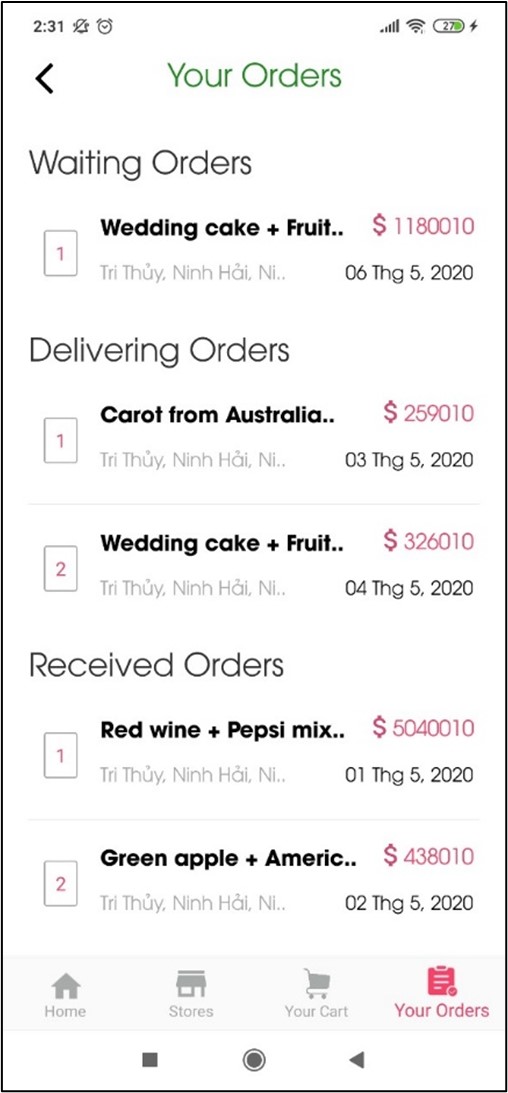 2:31
27
Your Orders
Waiting Orders
1
Wedding cake + Fruit.. $ 1180010
Tri Thủy, Ninh Hải, Ni.. 06 Thg 5, 2020
Delivering Orders
1
Carot from Australia.. $ 259010
Tri Thủy, Ninh Hải, Ni.. 03 Thg 5, 2020
2
Wedding cake + Fruit.. $ 326010
Tri Thủy, Ninh Hải, Ni.. 04 Thg 5, 2020
Received Orders
1
Red wine + Pepsi mix.. $ 5040010
Tri Thủy, Ninh Hải, Ni.. 01 Thg 5, 2020
2
Green apple + Americ.. $ 438010
Tri Thủy, Ninh Hải, Ni.. 02 Thg 5, 2020
Home Stores Your Cart Your Orders